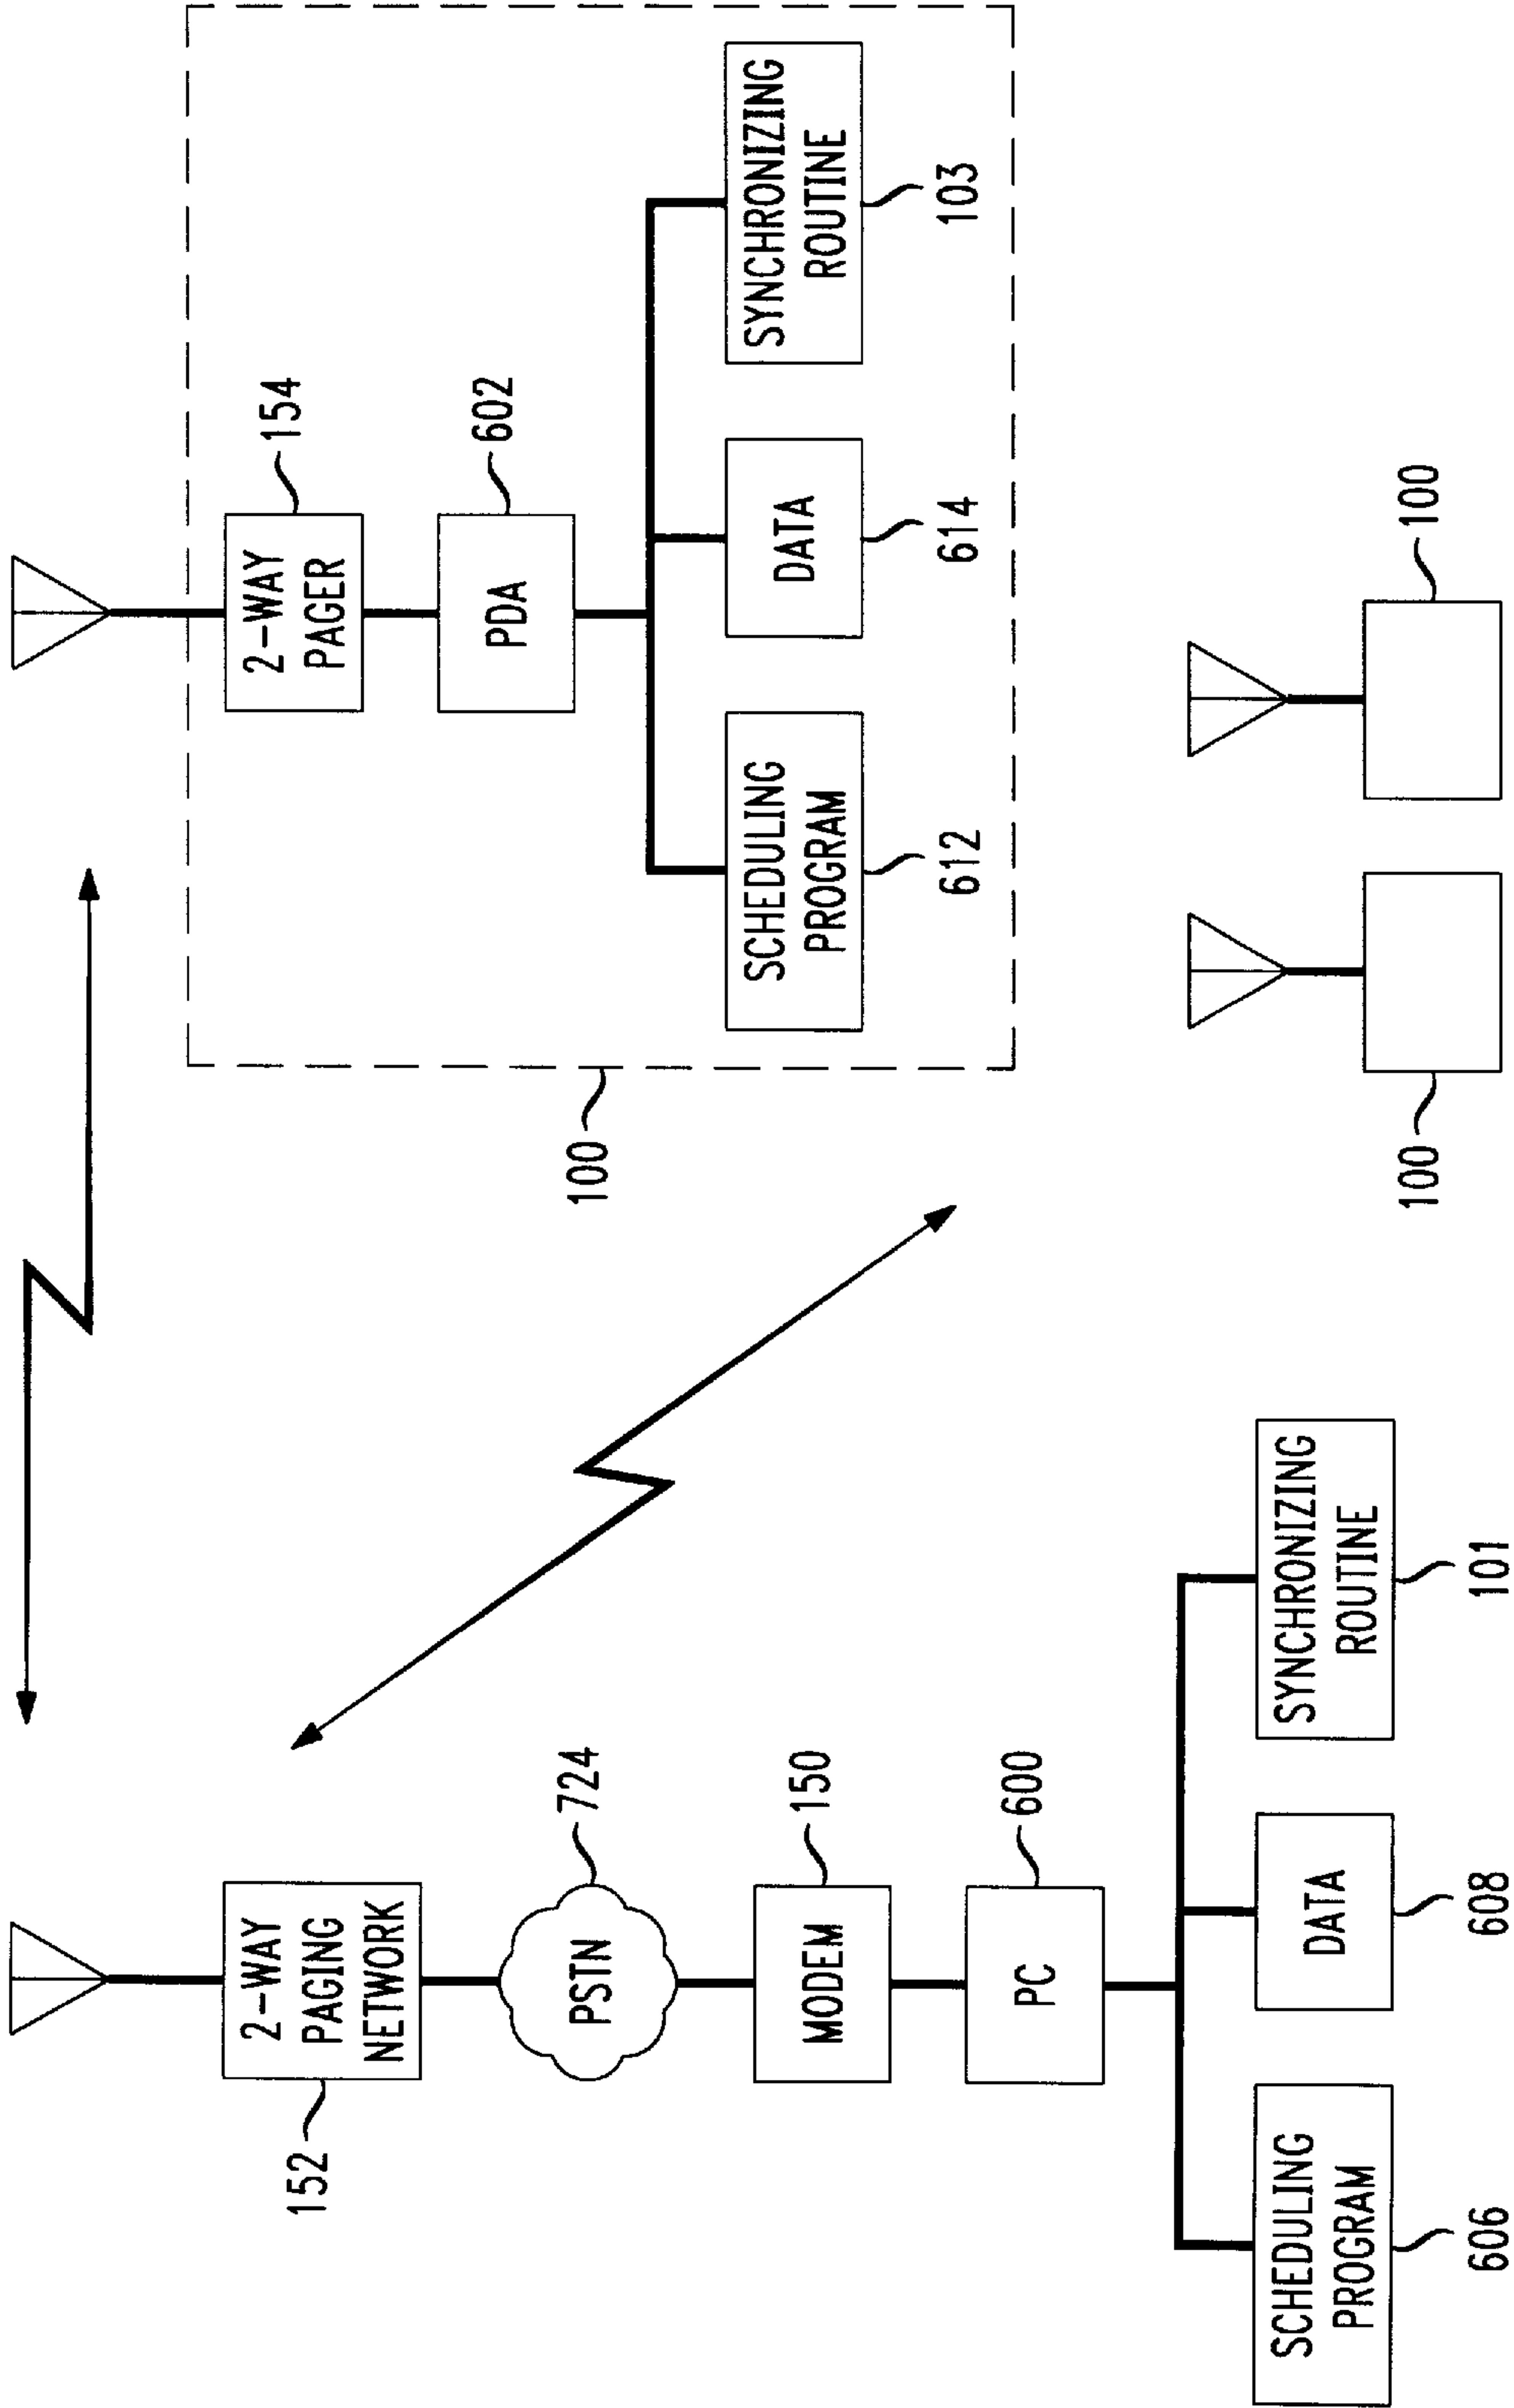 2-WAY
PAGING
NETWORK
152
PSTN
724
MODEM
150
PC
600
SCHEDULING
PROGRAM
606
DATA
608
SYNCHRONIZING
ROUTINE
101
2-WAY
PAGER
154
PDA
602
SCHEDULING
PROGRAM
612
DATA
614
SYNCHRONIZING
ROUTINE
103
100
100
100